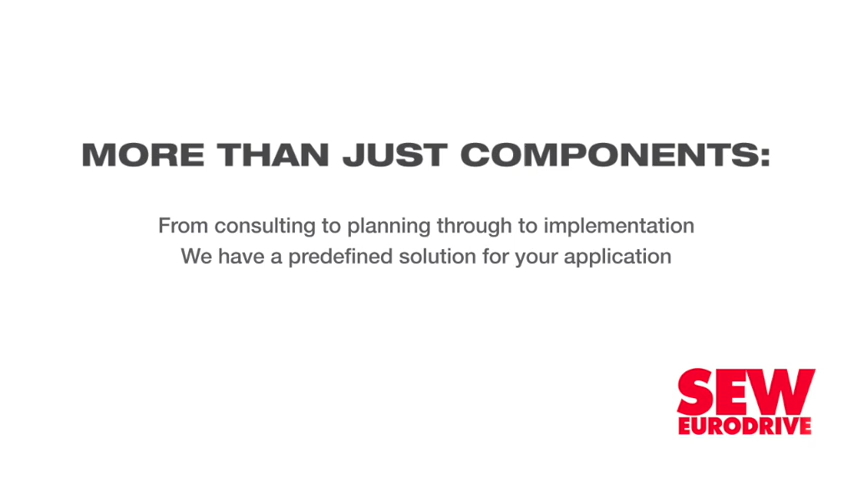 MORE THAN JUST COMPONENTS:
From consulting to planning through to implementation
We have a predefined solution for your application
SEW
EURODRIVE